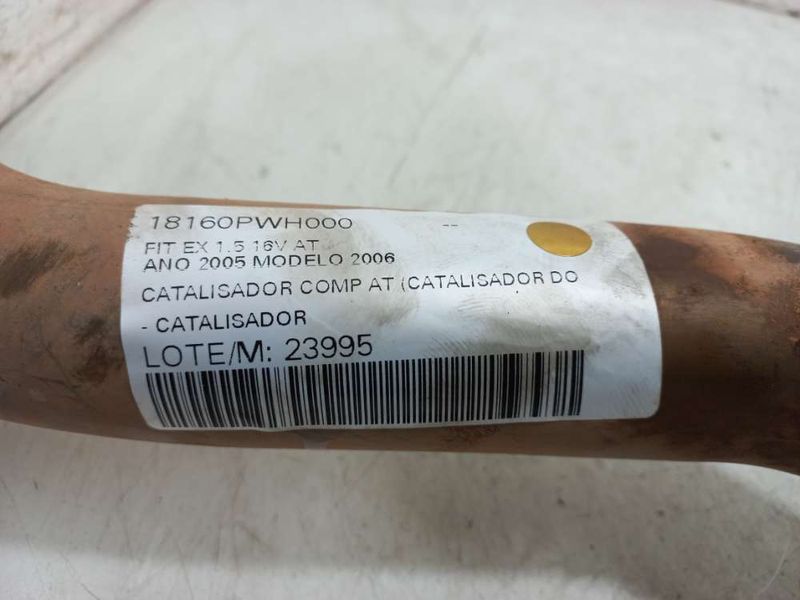 18160PWH000 --
FIT EX 1.5 16V AT
ANO 2005 MODELO 2006
CATALISADOR COMP AT (CATALISADOR DO
- CATALISADOR
LOTE/M: 23995